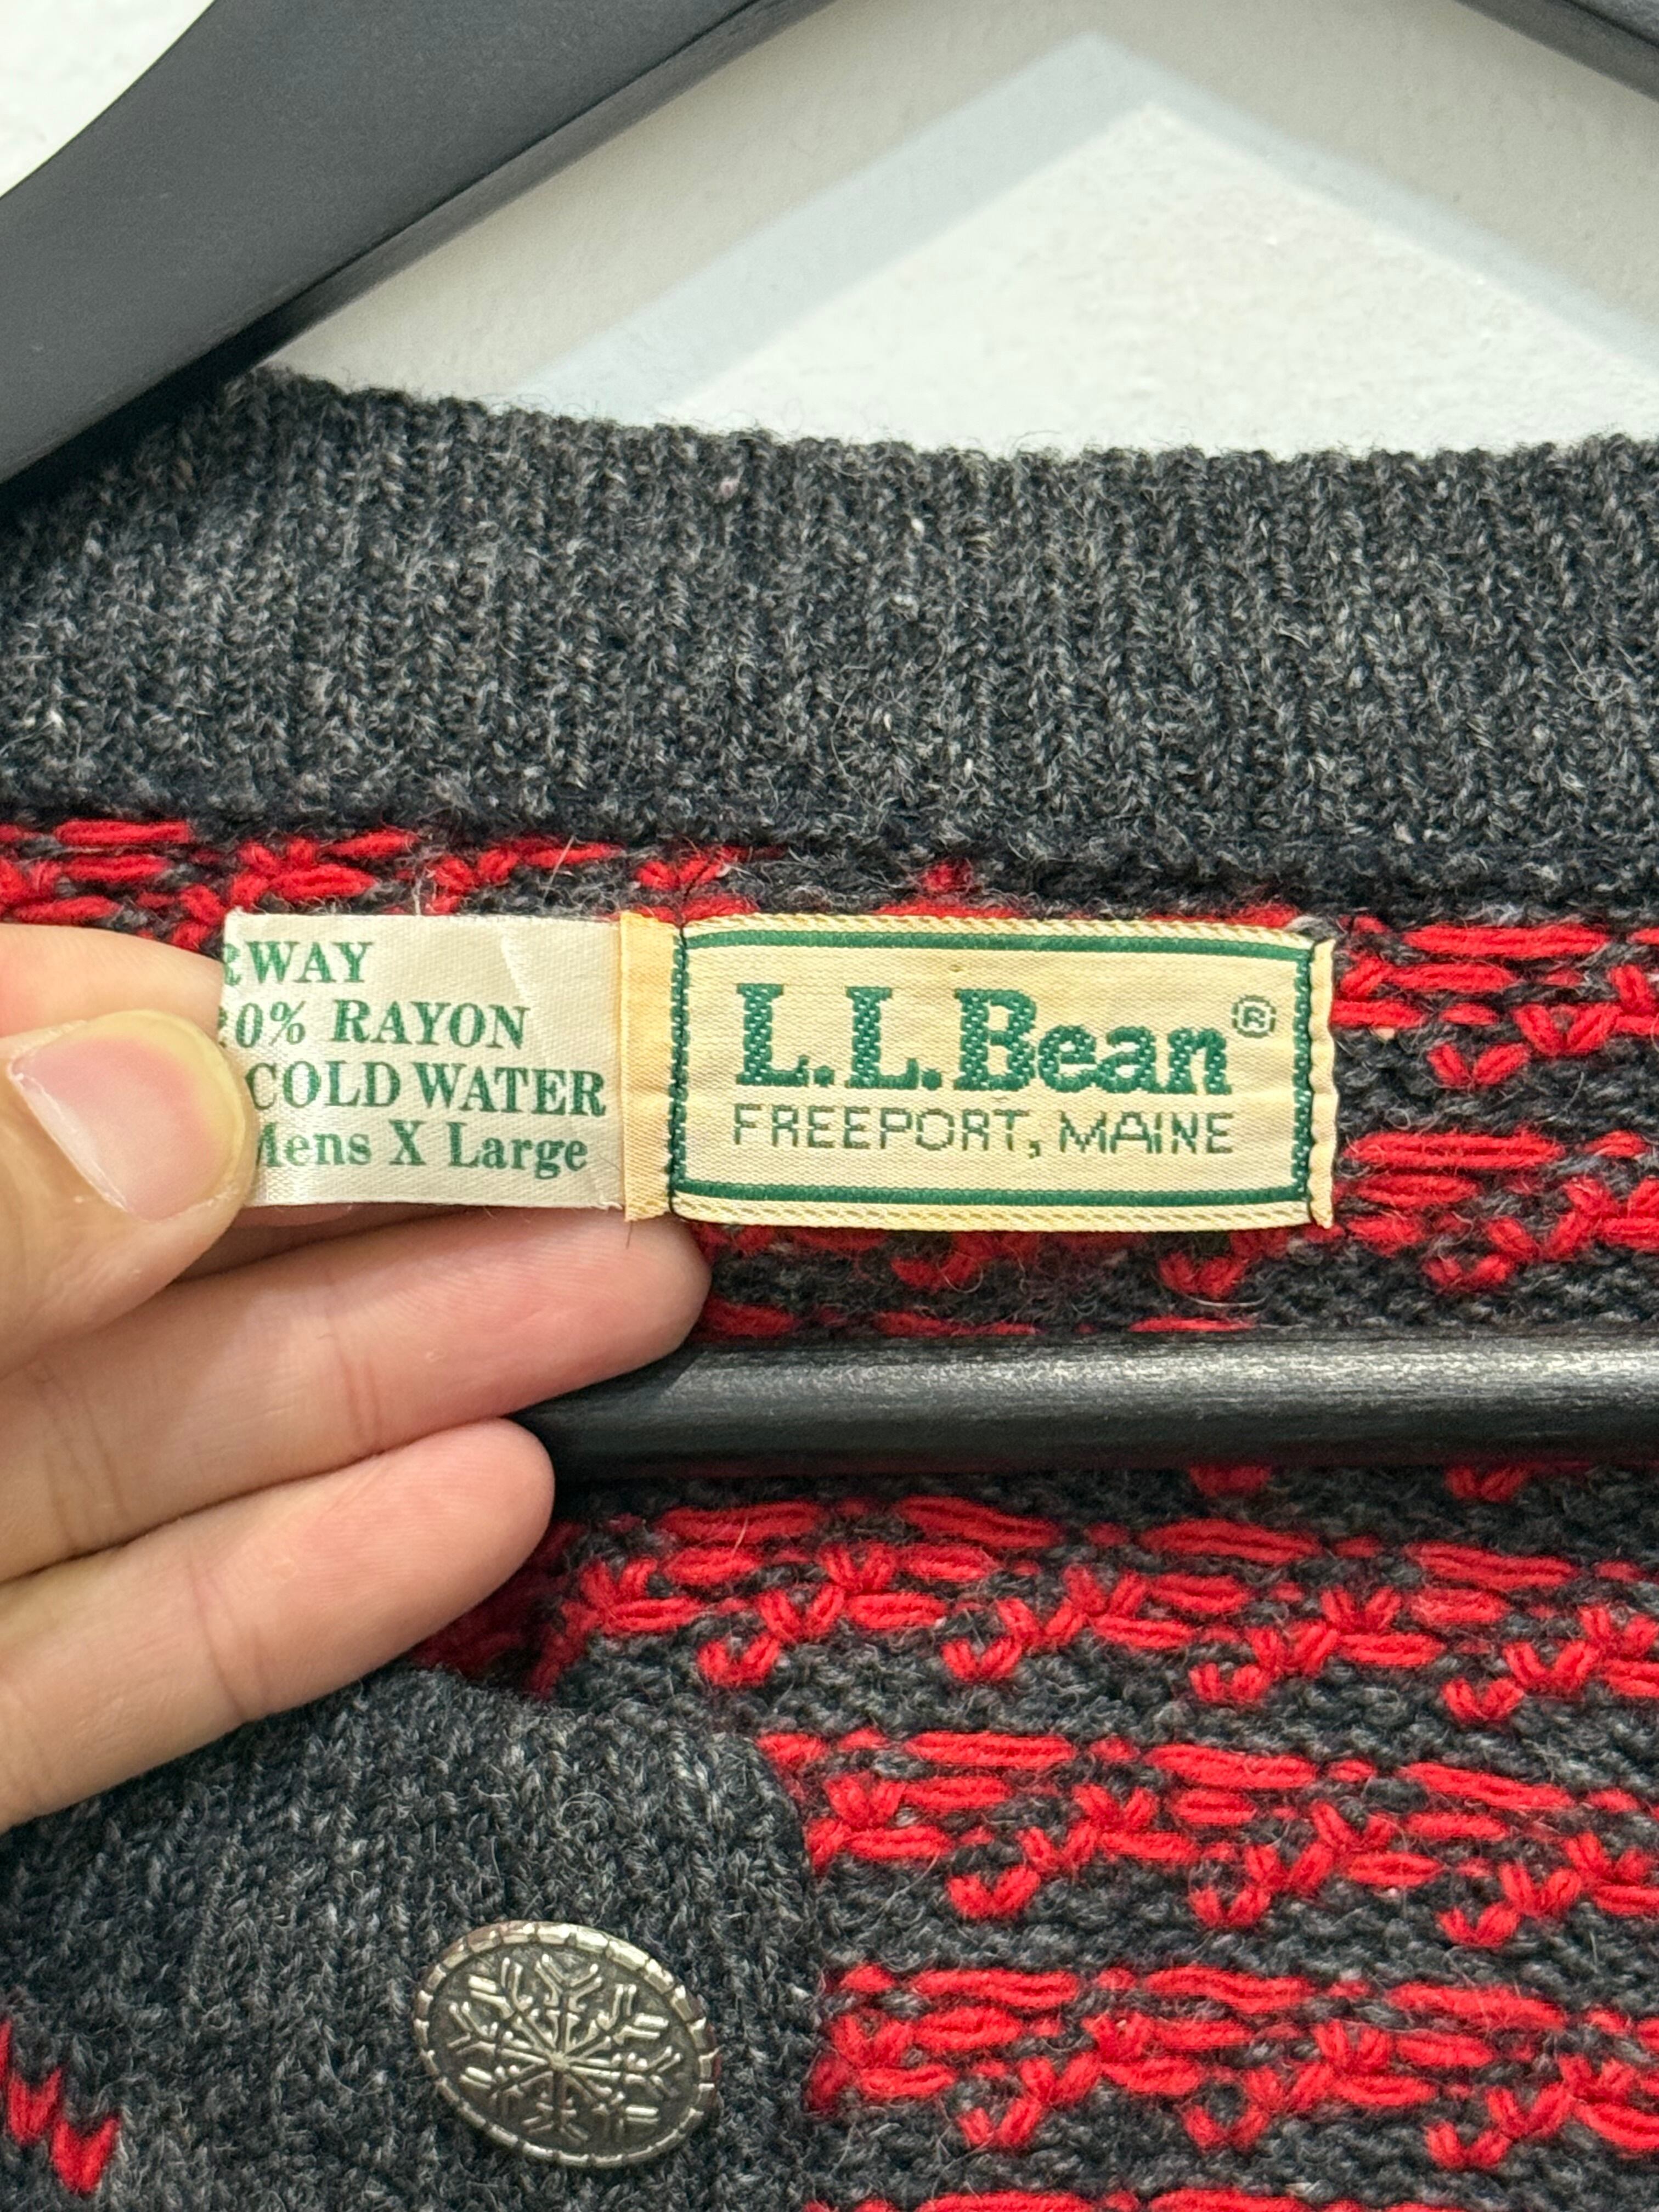 WAY
0% RAYON
COLD WATER
Mens X Large
L.L.Bean®
FREEPORT, MAINE